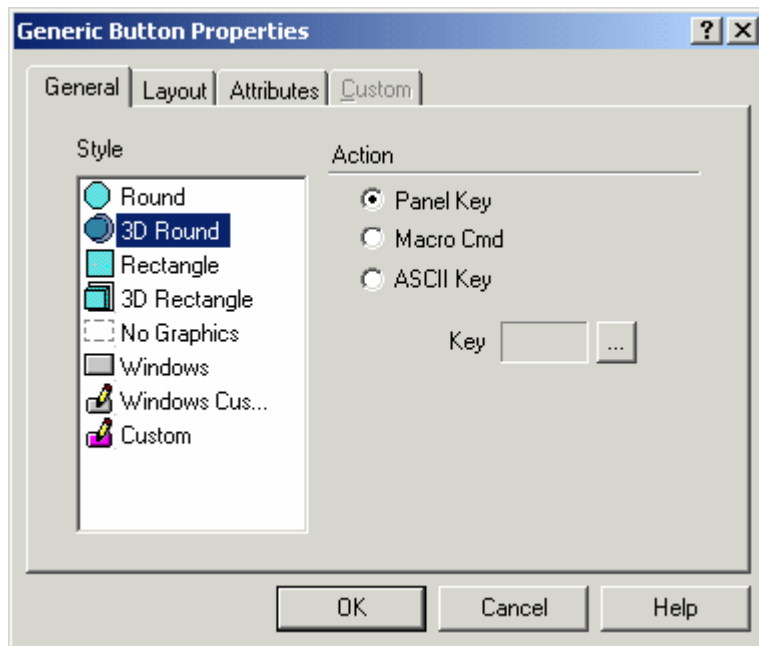 Generic Button Properties
General Layout Attributes Custom
Style
Round
3D Round
Rectangle
3D Rectangle
No Graphics
Windows
Windows Cus...
Custom
Action
Panel Key
Macro Cmd
ASCII Key
Key ...
OK Cancel Help